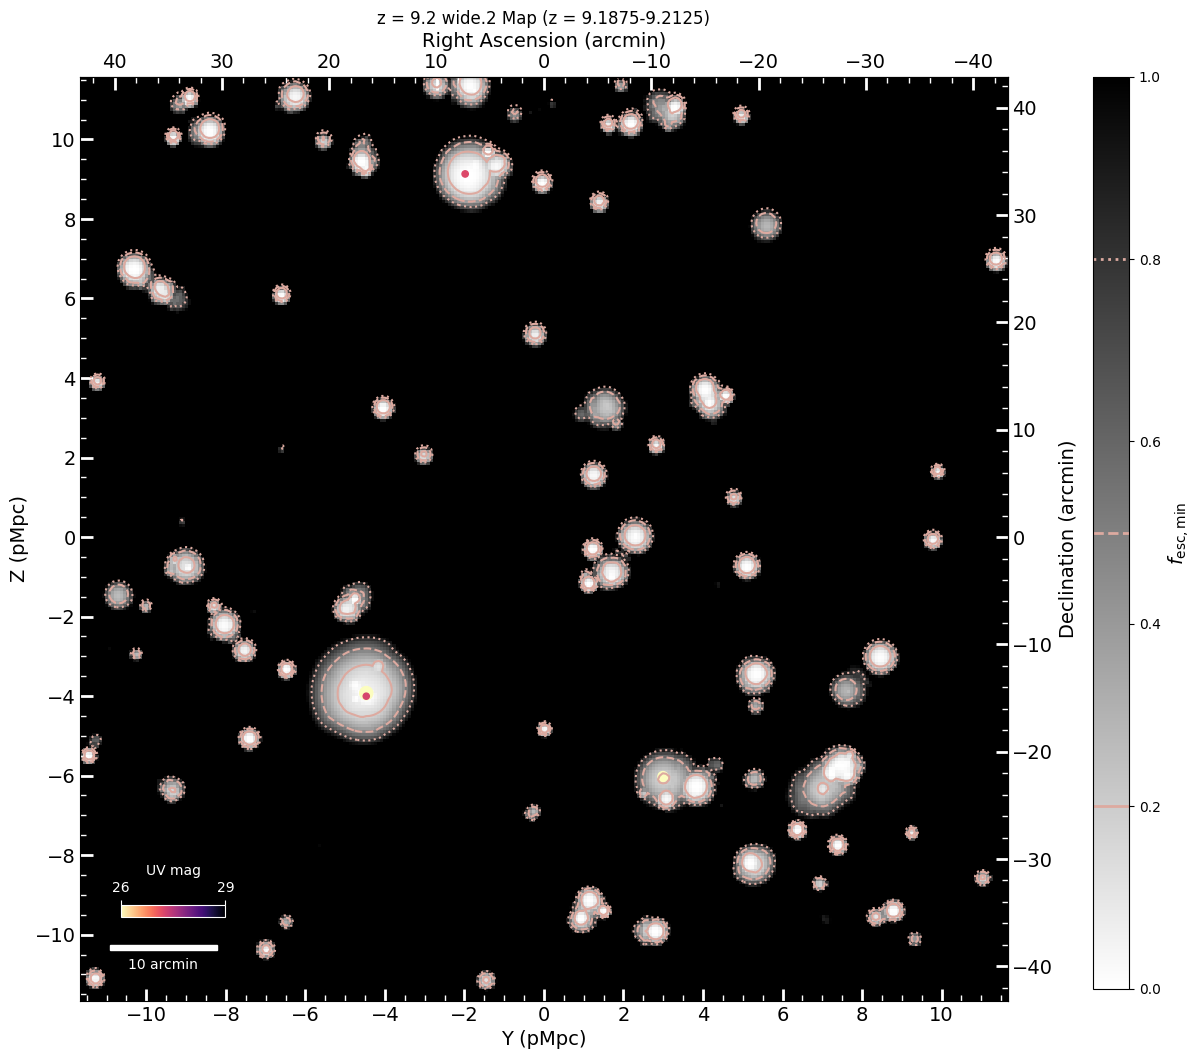 z = 9.2 wide.2 Map (z = 9.1875-9.2125)
Right Ascension (arcmin)
40 30 20 10 0 −10 −20 −30 −40
10
8
6
4
2
0
−2
−4
−6
−8
−10
Z (pMpc)
40
30
20
10
0
−10
−20
−30
−40
Declination (arcmin)
1.0
0.8
0.6
0.4
0.2
0.0
fesc,min
UV mag
26 29
10 arcmin
−10 −8 −6 −4 −2 0 2 4 6 8 10
Y (pMpc)